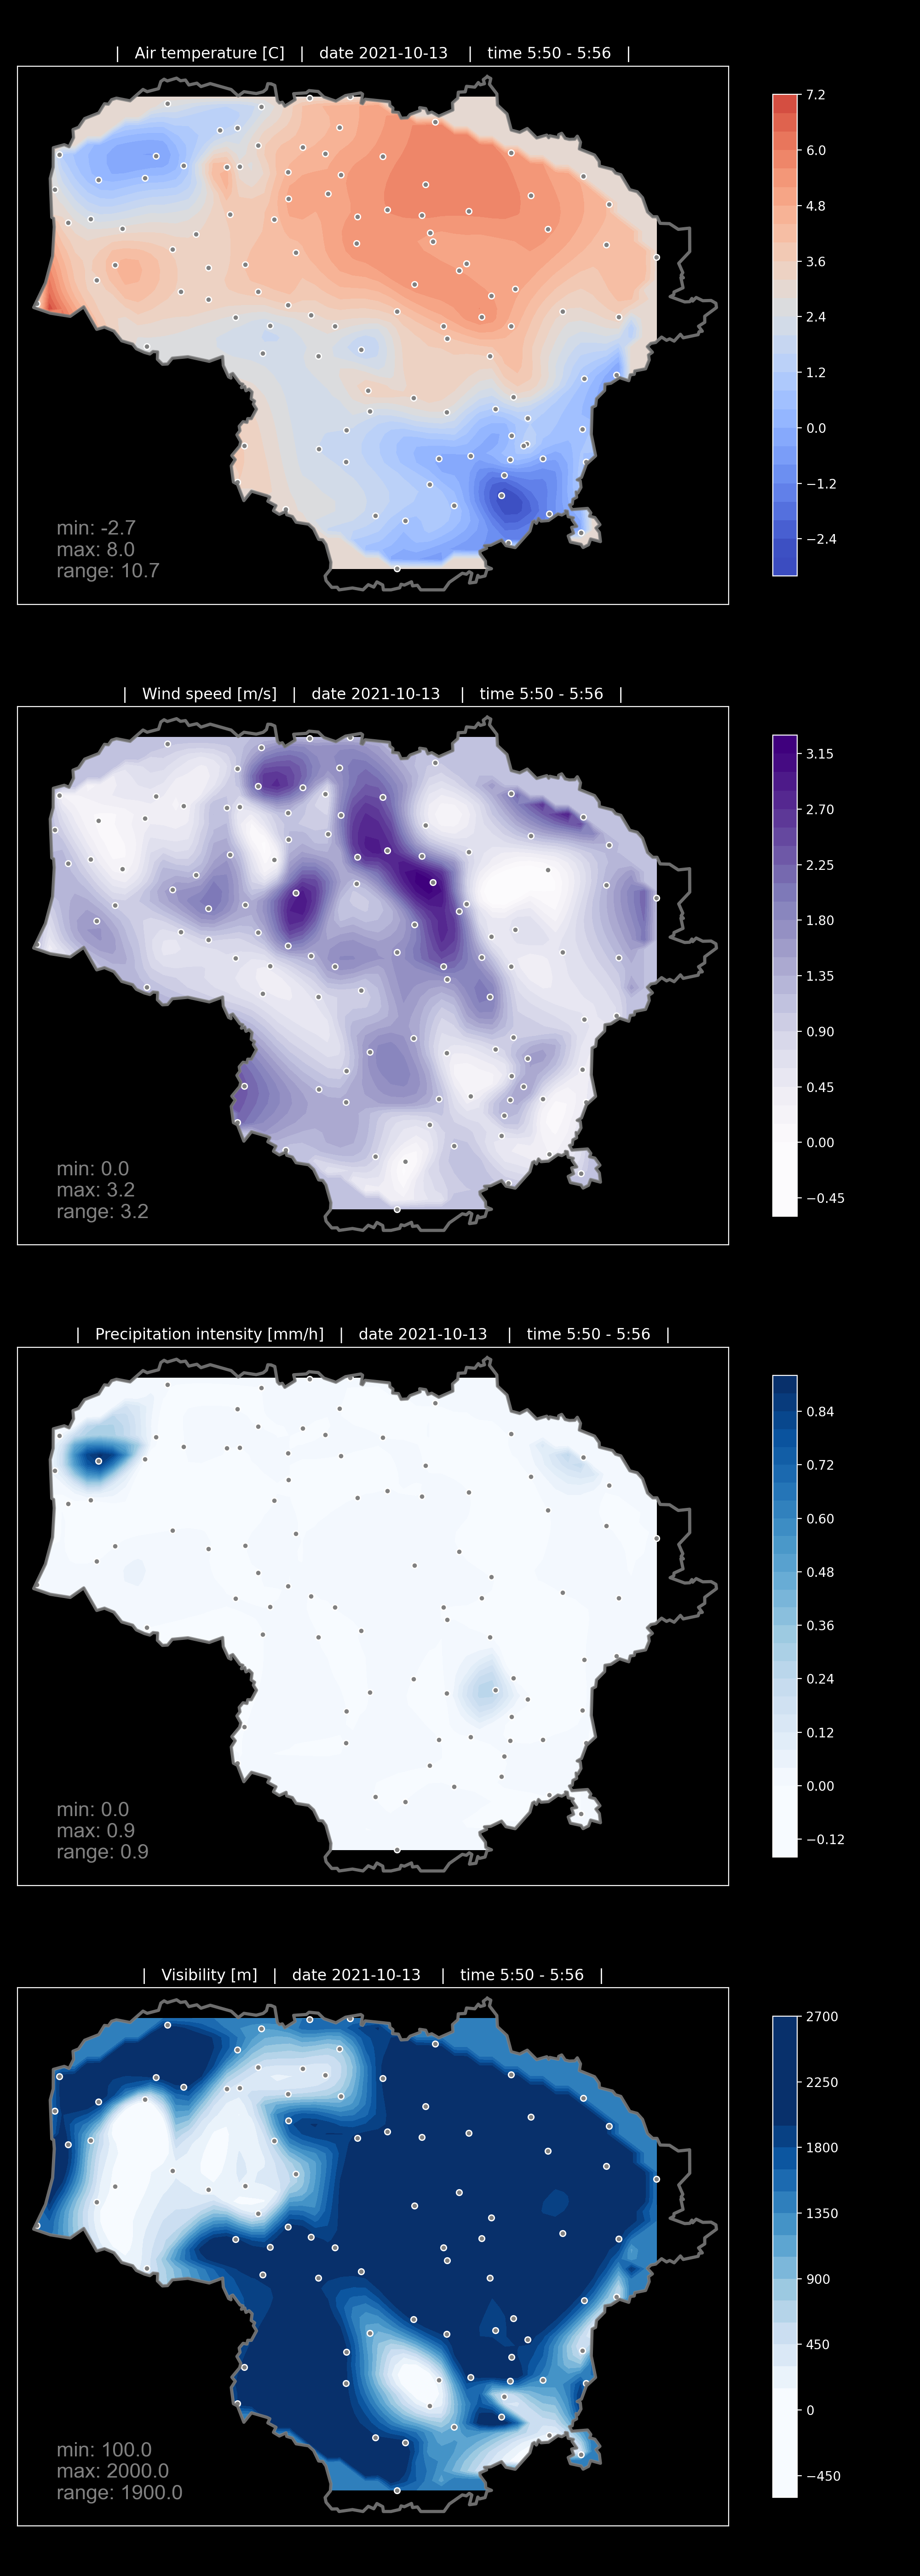 |   Air temperature [C]   |   date 2021-10-13   |   time 5:50 - 5:56   |
7.2
6.0
4.8
3.6
2.4
1.2
0.0
−1.2
−2.4
min: -2.7
max: 8.0
range: 10.7
|   Wind speed [m/s]   |   date 2021-10-13   |   time 5:50 - 5:56   |
3.15
2.70
2.25
1.80
1.35
0.90
0.45
0.00
−0.45
min: 0.0
max: 3.2
range: 3.2
|   Precipitation intensity [mm/h]   |   date 2021-10-13   |   time 5:50 - 5:56   |
0.84
0.72
0.60
0.48
0.36
0.24
0.12
0.00
−0.12
min: 0.0
max: 0.9
range: 0.9
|   Visibility [m]   |   date 2021-10-13   |   time 5:50 - 5:56   |
2700
2250
1800
1350
900
450
0
−450
min: 100.0
max: 2000.0
range: 1900.0